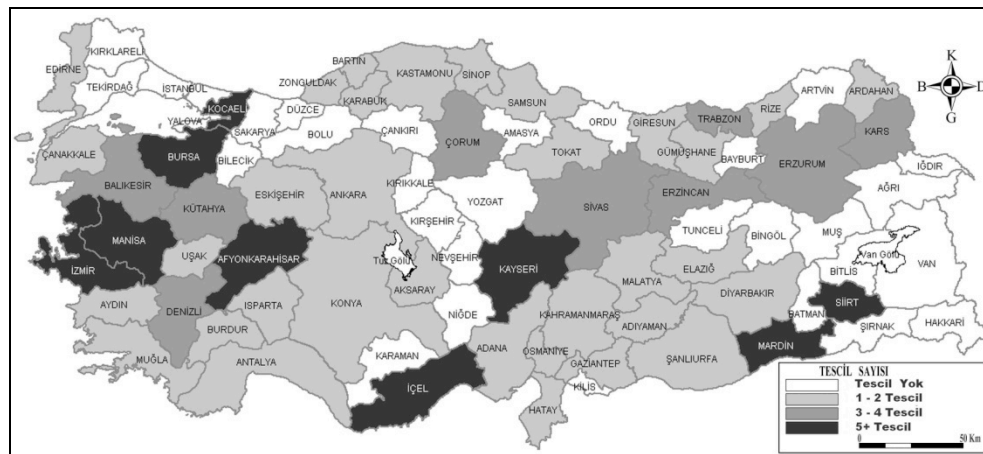 KIRKLARELİ
EDİRNE
TEKİRDAĞ
İSTANBUL
KOCAELİ
YALOVA
SAKARYA
DÜZCE
ZONGULDAK
BARTIN
KARABÜK
KASTAMONU
SİNOP
SAMSUN
ORDU
GİRESUN
TRABZON
RİZE
ARTVİN
ARDAHAN
KARS
K
B
D
G
BOLU
ÇANKIRI
ÇORUM
AMASYA
TOKAT
GÜMÜŞHANE
BAYBURT
ERZURUM
IĞDIR
AĞRI
ÇANAKKALE
BURSA
BİLECİK
BALIKESİR
KÜTAHYA
ESKİŞEHİR
ANKARA
KIRIKKALE
YOZGAT
SİVAS
ERZİNCAN
TUNCELİ
BİNGÖL
MUŞ
Van Gölü
VAN
BİTLİS
MANİSA
İZMİR
UŞAK
AFYONKARAHİSAR
KIRŞEHİR
NEVŞEHİR
Tuz Gölü
AKSARAY
KAYSERİ
MALATYA
ELAZIĞ
DİYARBAKIR
BATMAN
SİİRT
ŞIRNAK
HAKKARİ
AYDIN
DENİZLİ
ISPARTA
BURDUR
KONYA
NİĞDE
KAHRAMANMARAŞ
ADIYAMAN
MARDİN
MUĞLA
ANTALYA
KARAMAN
İÇEL
ADANA
OSMANİYE
GAZİANTEP
KİLİS
ŞANLIURFA
HATAY
TESCİL SAYISI
Tescil Yok
1 - 2 Tescil
3 - 4 Tescil
5+ Tescil
0 50 Km